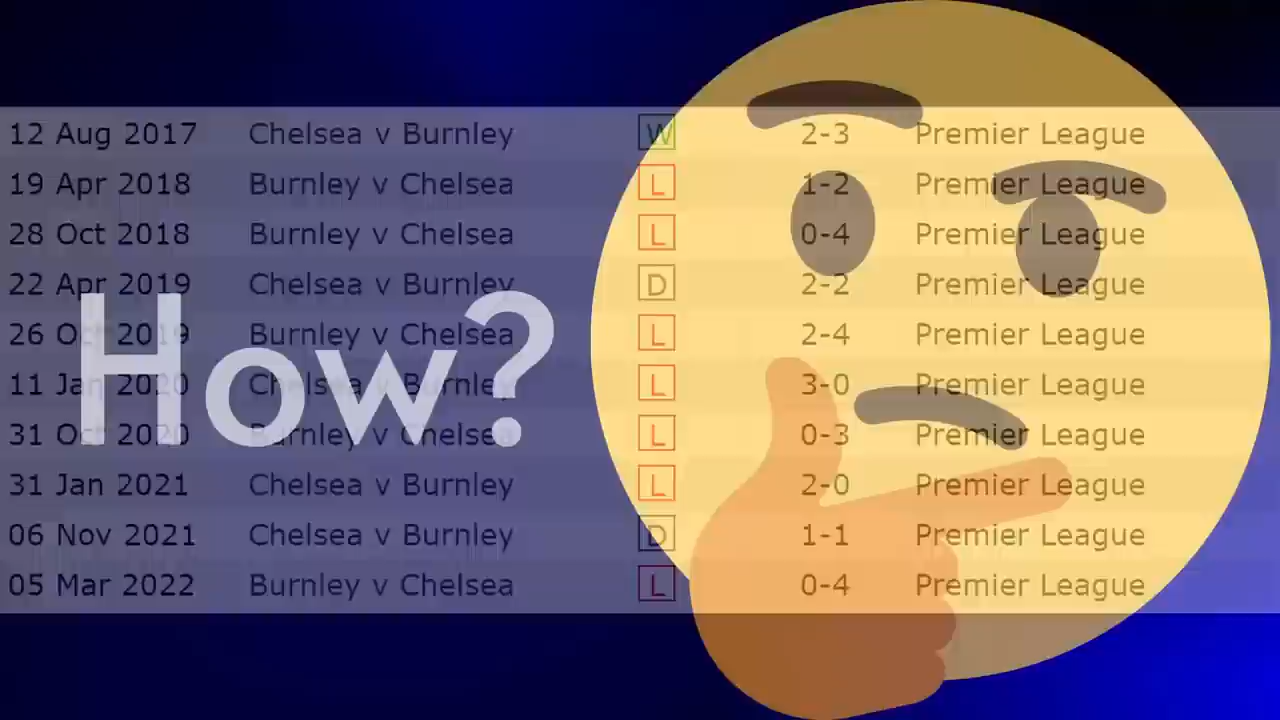 12 Aug 2017 Chelsea v Burnley W 2-3 Premier League
19 Apr 2018 Burnley v Chelsea L 1-2 Premier League
28 Oct 2018 Burnley v Chelsea L 0-4 Premier League
22 Apr 2019 Chelsea v Burnley D 2-2 Premier League
26 Oct 2019 Burnley v Chelsea L 2-4 Premier League
How?
11 Jan 2020 Chelsea v Burnley L 3-0 Premier League
31 Oct 2020 Burnley v Chelsea L 0-3 Premier League
31 Jan 2021 Chelsea v Burnley L 2-0 Premier League
06 Nov 2021 Chelsea v Burnley D 1-1 Premier League
05 Mar 2022 Burnley v Chelsea L 0-4 Premier League